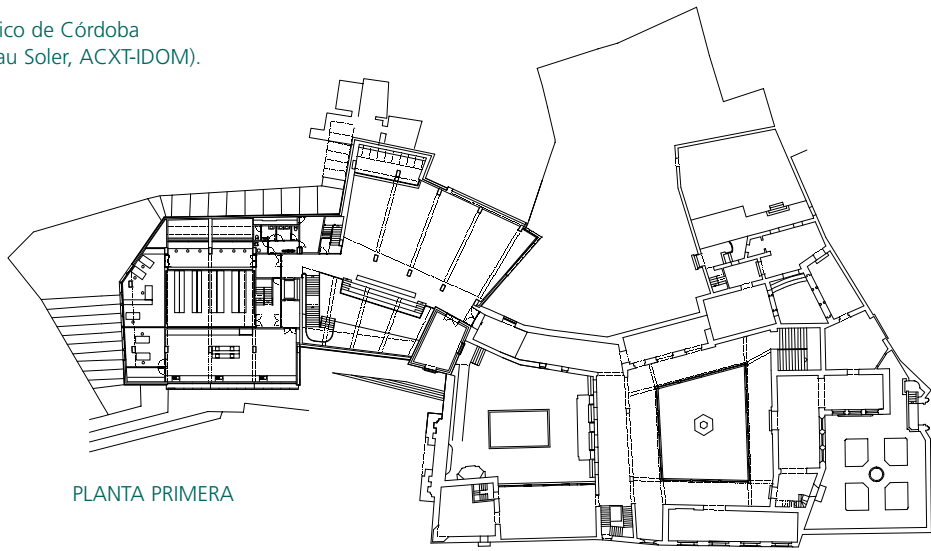 ico de Córdoba
au Soler, ACXT-IDOM).
PLANTA PRIMERA